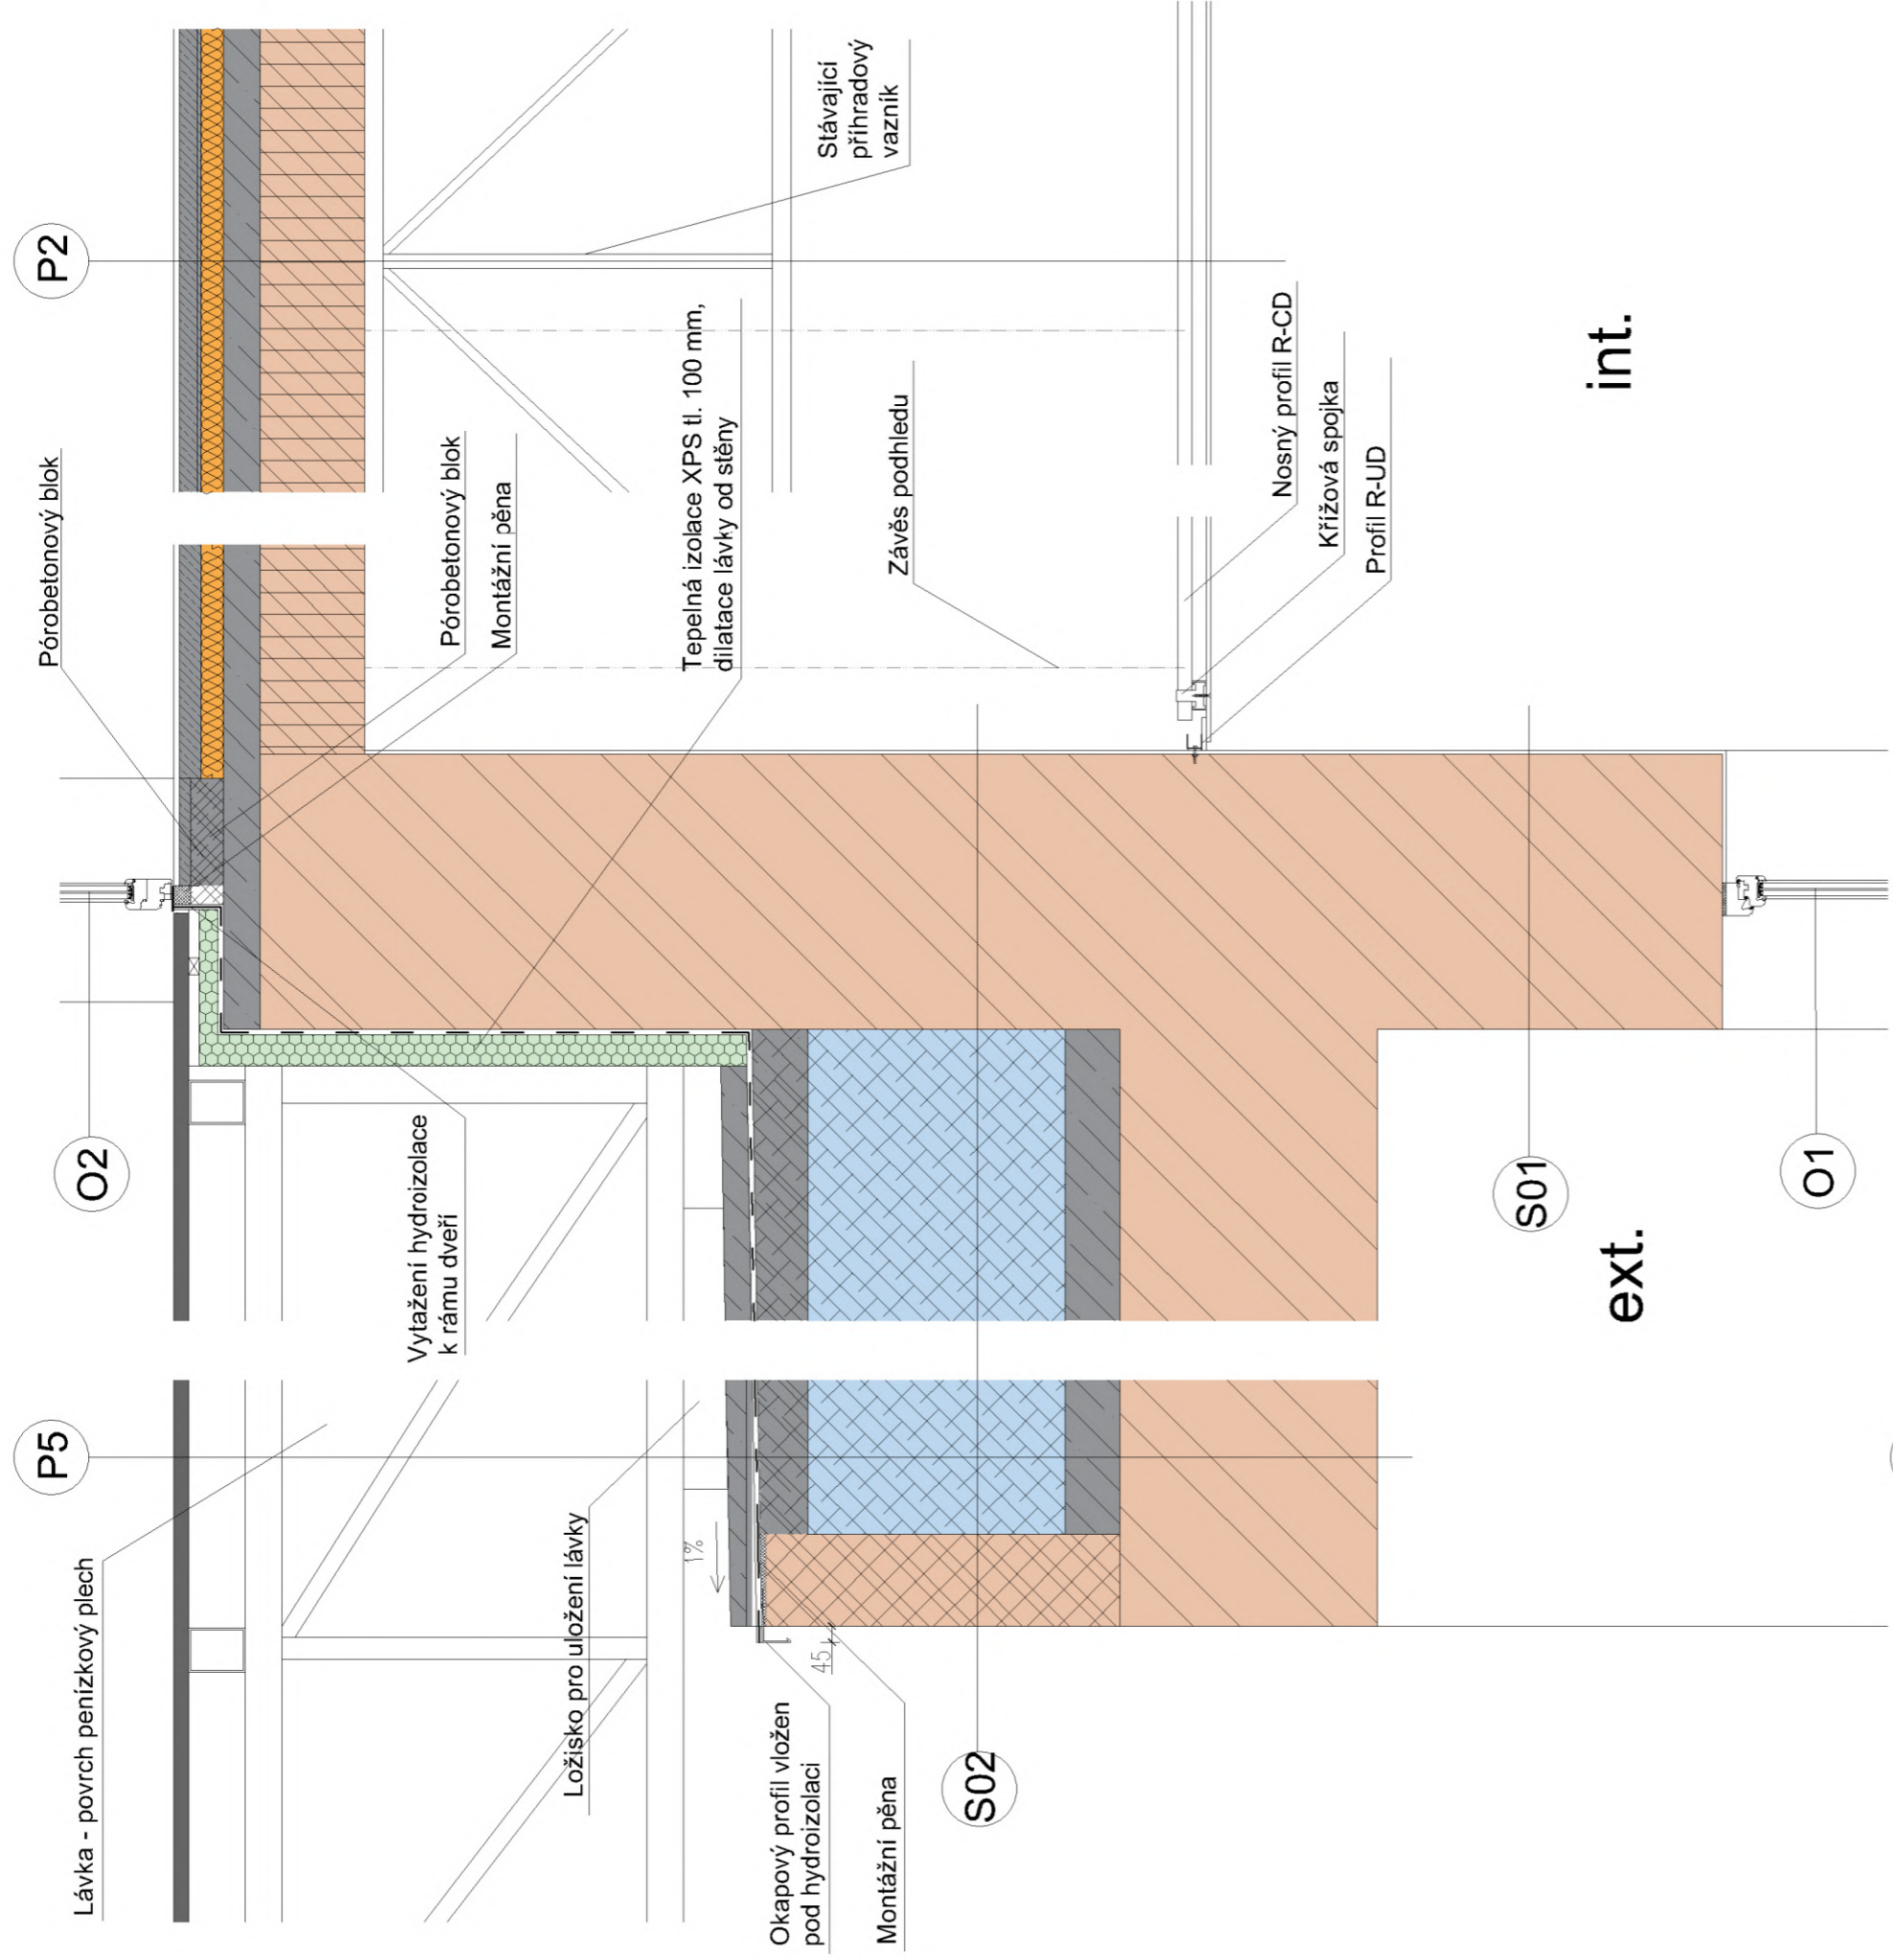 P2
Pórobetonový blok
Stávající
příhradový
vazník
Pórobetonový blok
Montážní pěna
Tepelná izolace XPS tl. 100 mm,
dilatace lávky od stěny
Závěs podhledu
Nosný profil R-CD
Křížová spojka
Profil R-UD
int.
O2
Vytažení hydroizolace
k rámu dveří
S01
O1
ext.
P5
Lávka - povrch penízkový plech
Ložisko pro uložení lávky
1%
45
Okapový profil vložen
pod hydroizolaci
Montážní pěna
S02